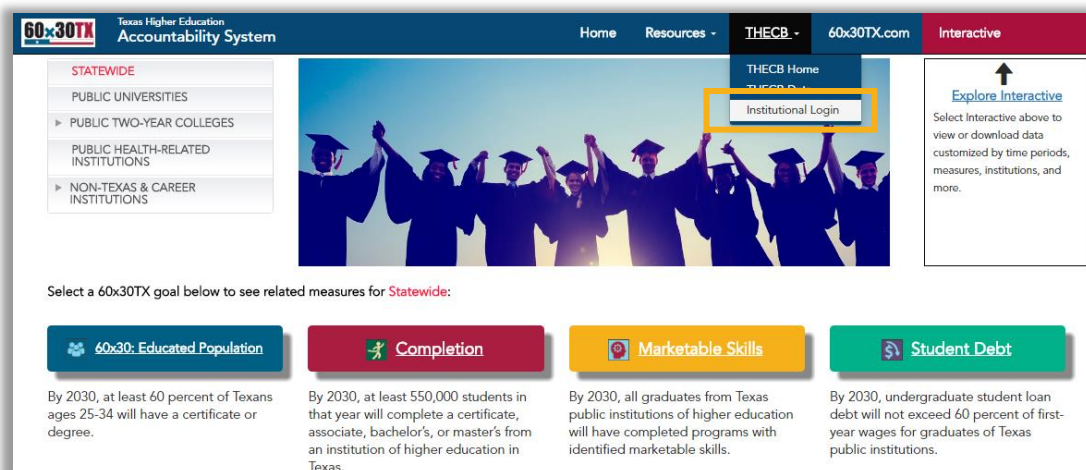 60x30TX
Texas Higher Education
Accountability System
Home
Resources
THECB
60x30TX.com
Interactive
STATEWIDE
PUBLIC UNIVERSITIES
PUBLIC TWO-YEAR COLLEGES
PUBLIC HEALTH-RELATED
INSTITUTIONS
NON-TEXAS & CAREER
INSTITUTIONS
THECB Home
THECB
Institutional Login
Explore Interactive
Select Interactive above to
view or download data
customized by time periods,
measures, institutions, and
more.
Select a 60x30TX goal below to see related measures for Statewide:
60x30: Educated Population
By 2030, at least 60 percent of Texans
ages 25-34 will have a certificate or
degree.
Completion
By 2030, at least 550,000 students in
that year will complete a certificate,
associate, bachelor's, or master's from
an institution of higher education in
Texas.
Marketable Skills
By 2030, all graduates from Texas
public institutions of higher education
will have completed programs with
identified marketable skills.
Student Debt
By 2030, undergraduate student loan
debt will not exceed 60 percent of first-
year wages for graduates of Texas
public institutions.